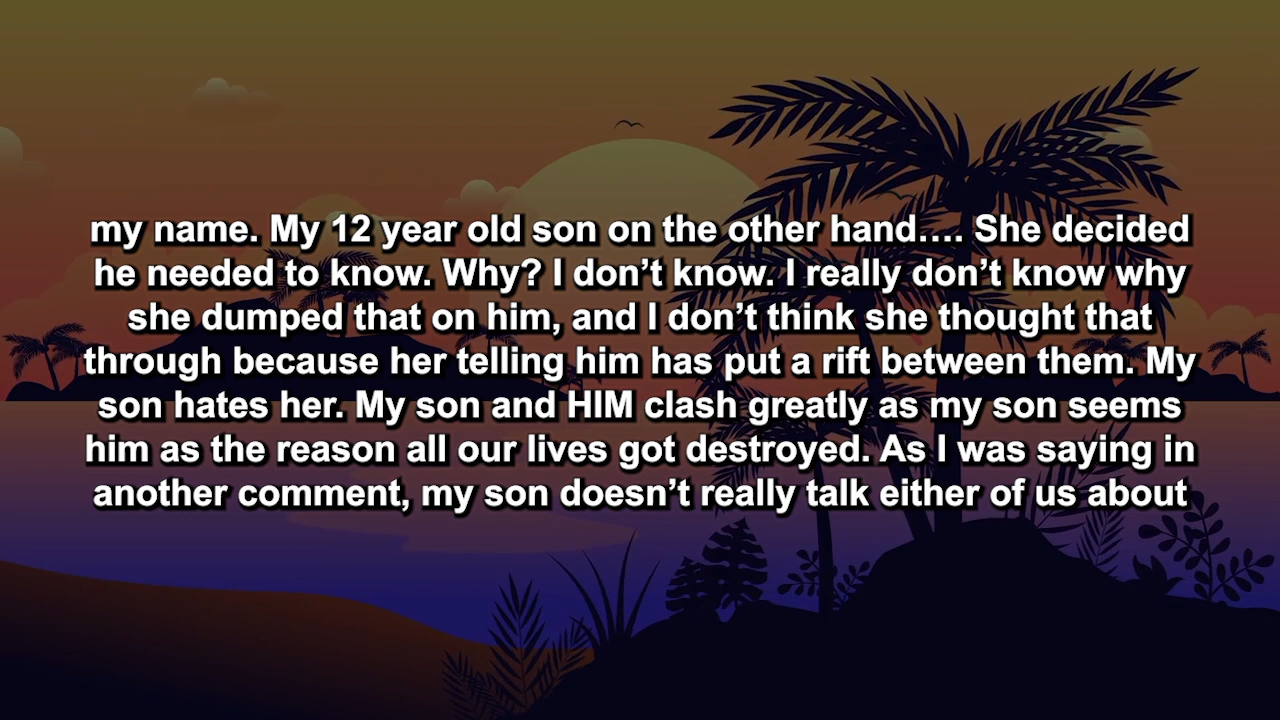 my name. My 12 year old son on the other hand…. She decided
he needed to know. Why? I don’t know. I really don’t know why
she dumped that on him, and I don’t think she thought that
through because her telling him has put a rift between them. My
son hates her. My son and HIM clash greatly as my son seems
him as the reason all our lives got destroyed. As I was saying in
another comment, my son doesn’t really talk either of us about